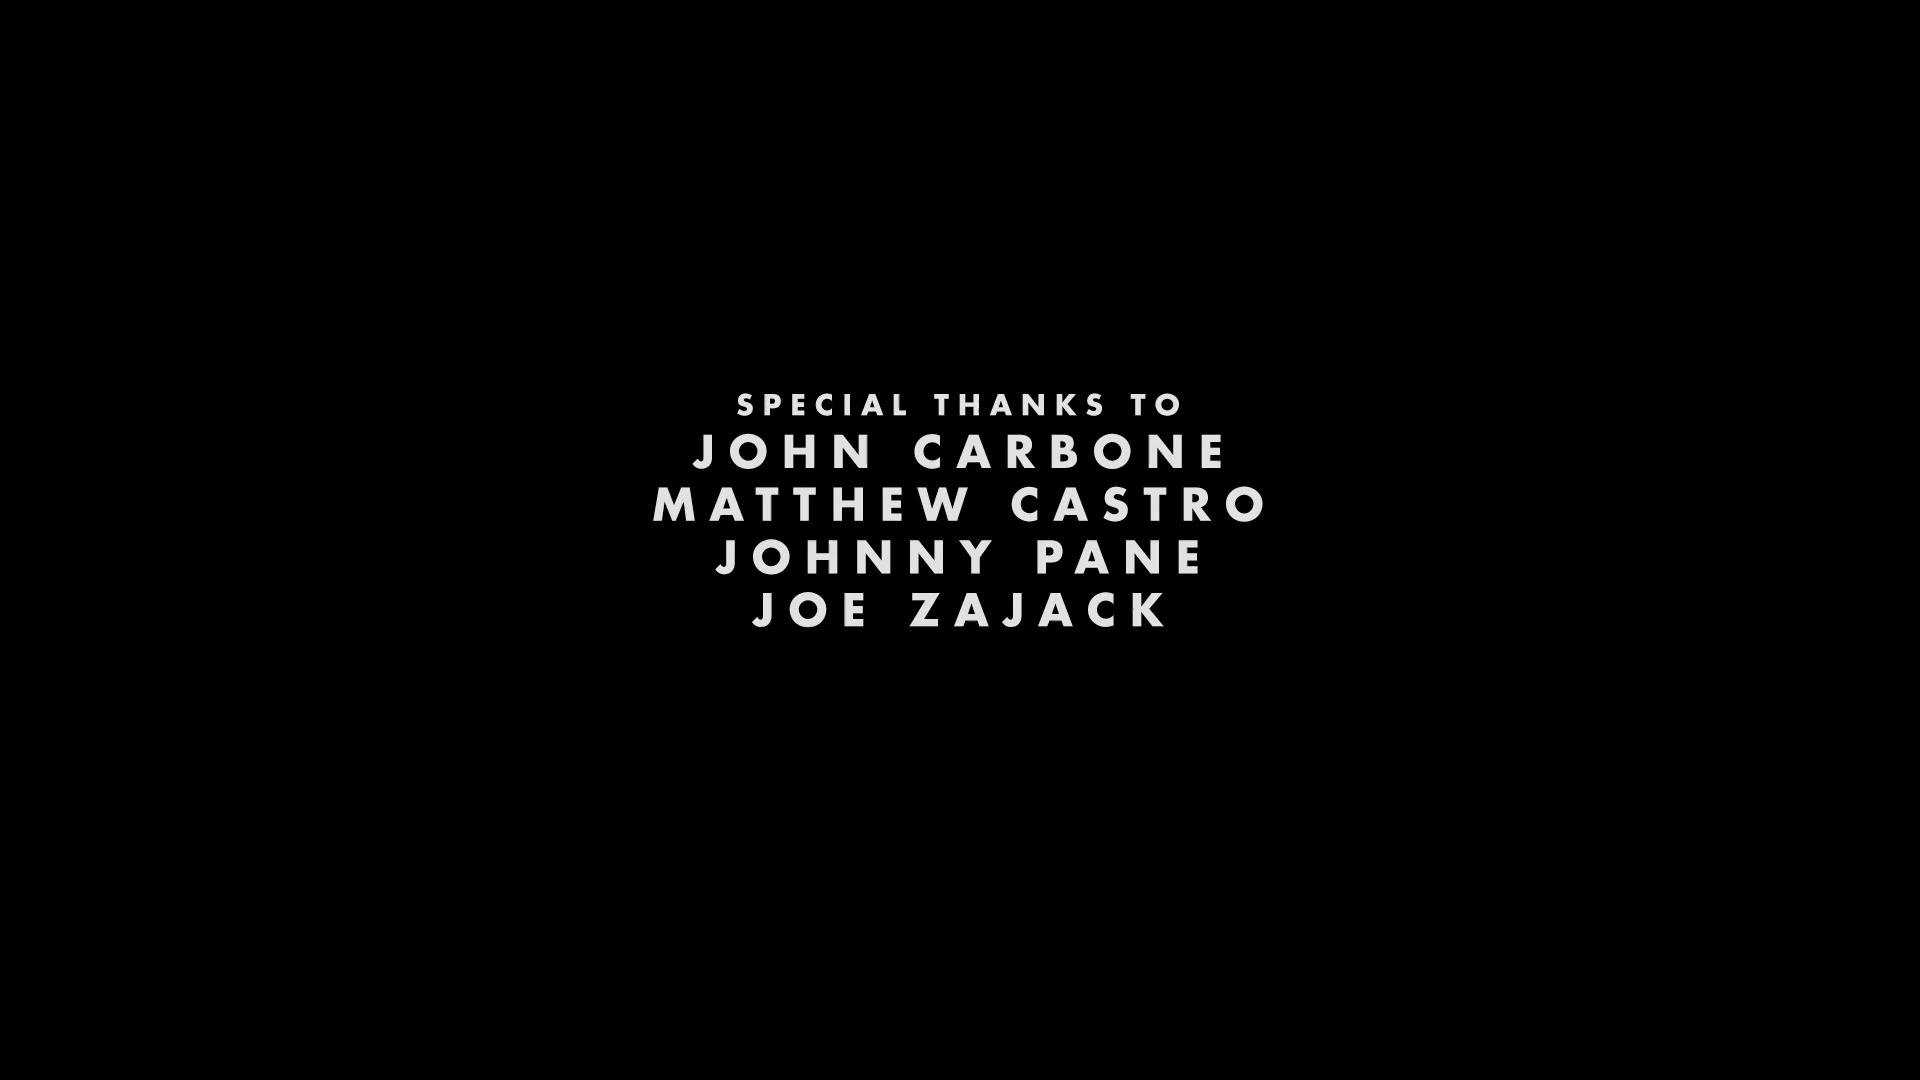 SPECIAL THANKS TO
JOHN CARBONE
MATTHEW CASTRO
JOHNNY PANE
JOE ZAJACK